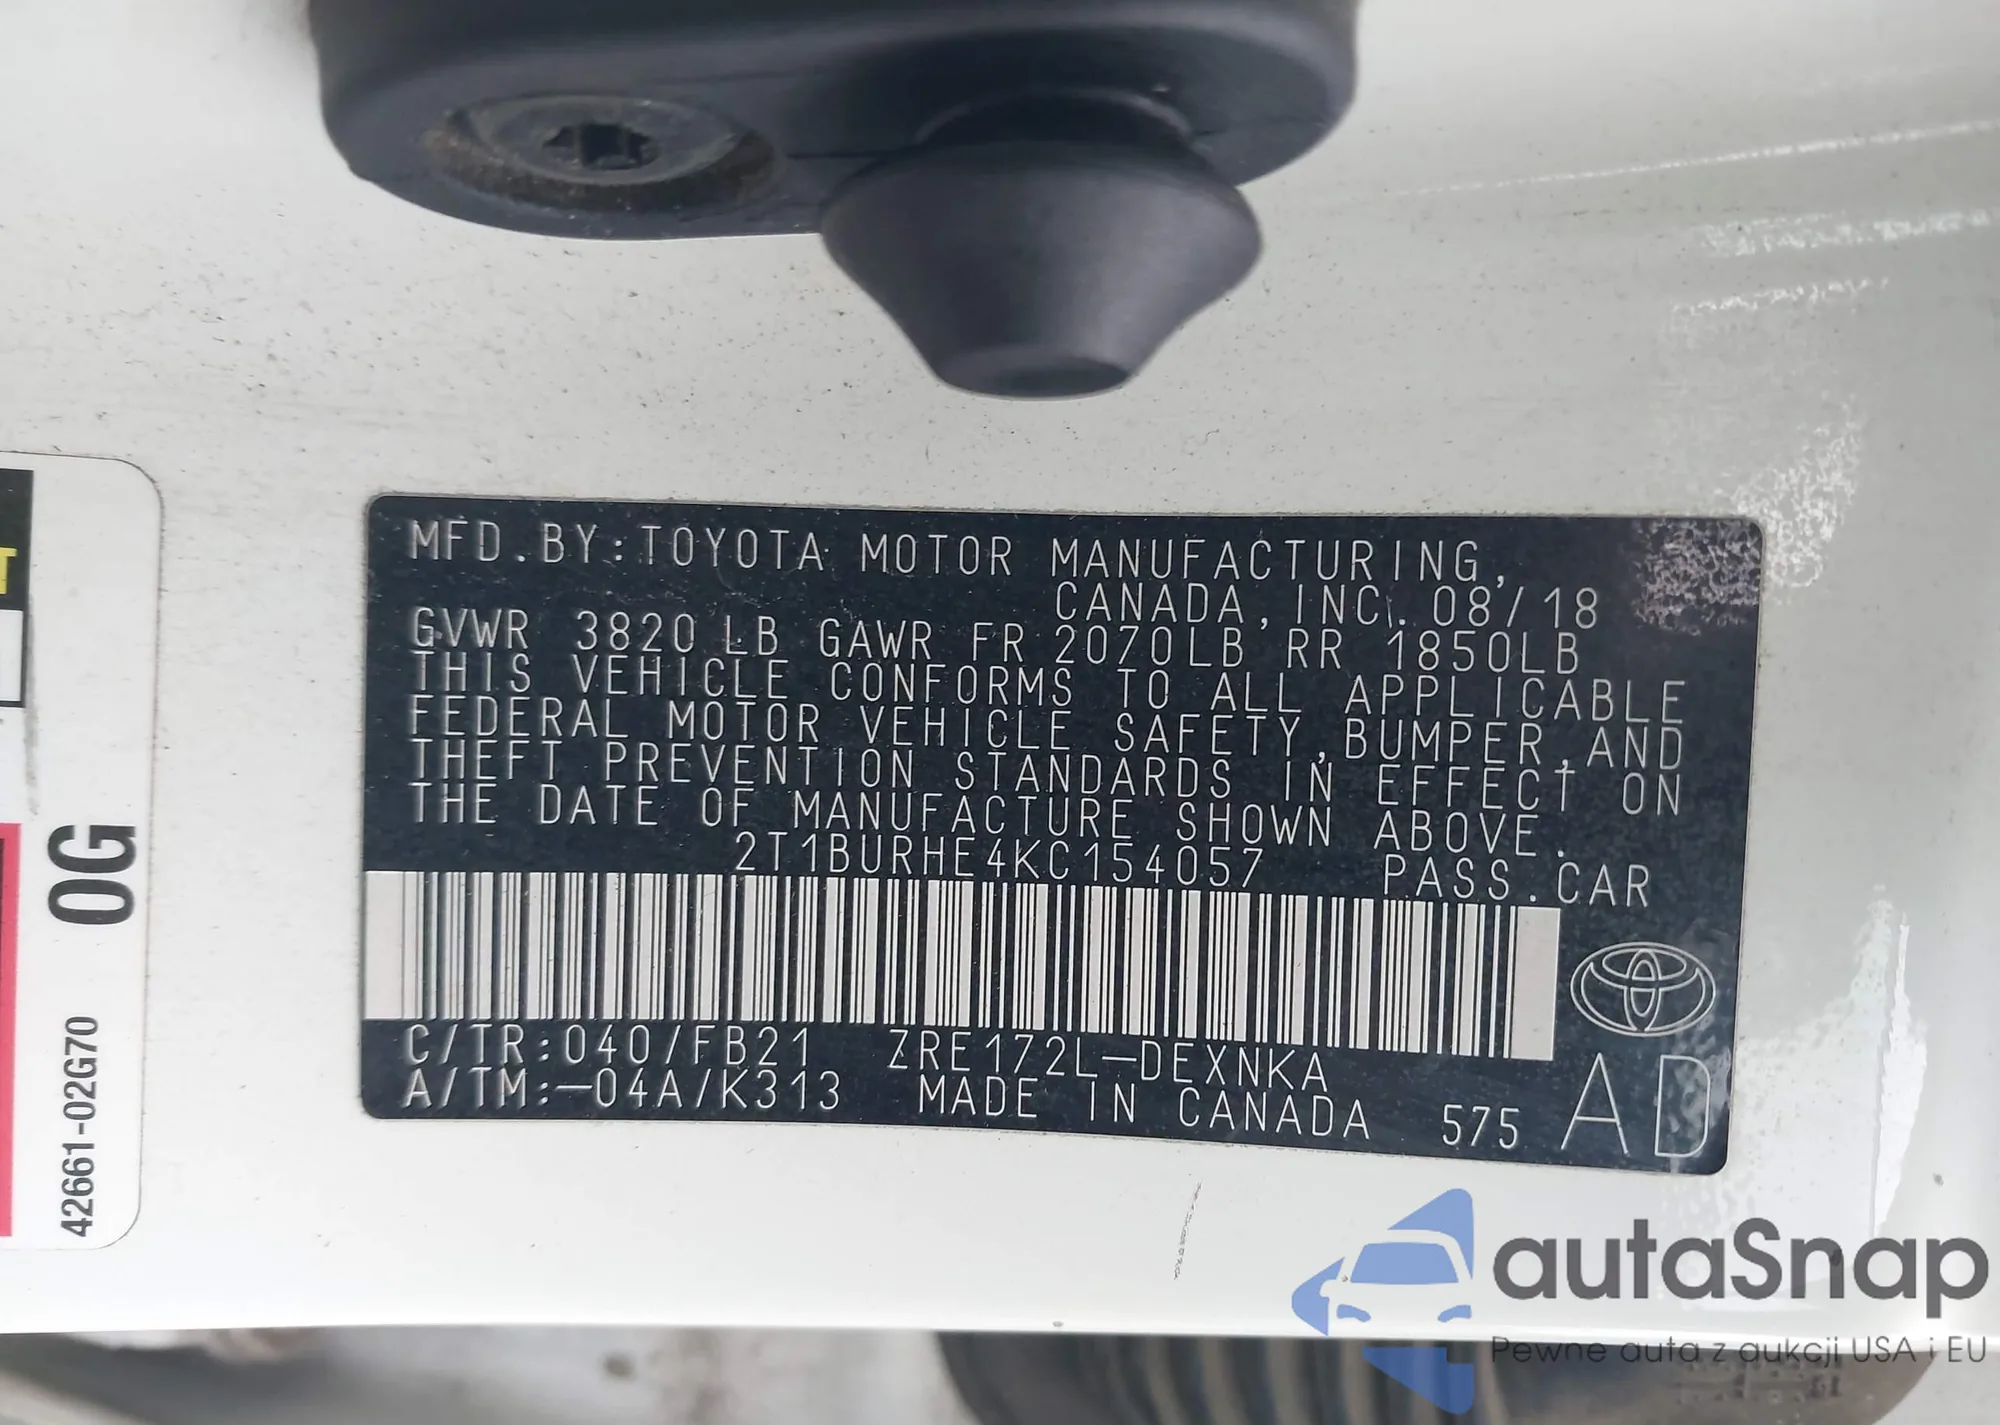 MFD.BY:TOYOTA MOTOR MANUFACTURING,
CANADA, INC. 08/18
GVWR 3820 LB GAWR FR 2070LB RR 1850LB
THIS VEHICLE CONFORMS TO ALL APPLICABLE
FEDERAL MOTOR VEHICLE SAFETY,BUMPER,AND
THEFT PREVENTION STANDARDS IN EFFECT ON
THE DATE OF MANUFACTURE SHOWN ABOVE.
2T1BURHE4KC154057 PASS.CAR
C/TR:040/FB21 ZRE172L-DEXNKA
A/TM:-04A/K313 MADE IN CANADA 575 AD
0G
42661-02G70
autaSnap
Pewne auta z aukcji USA i EU